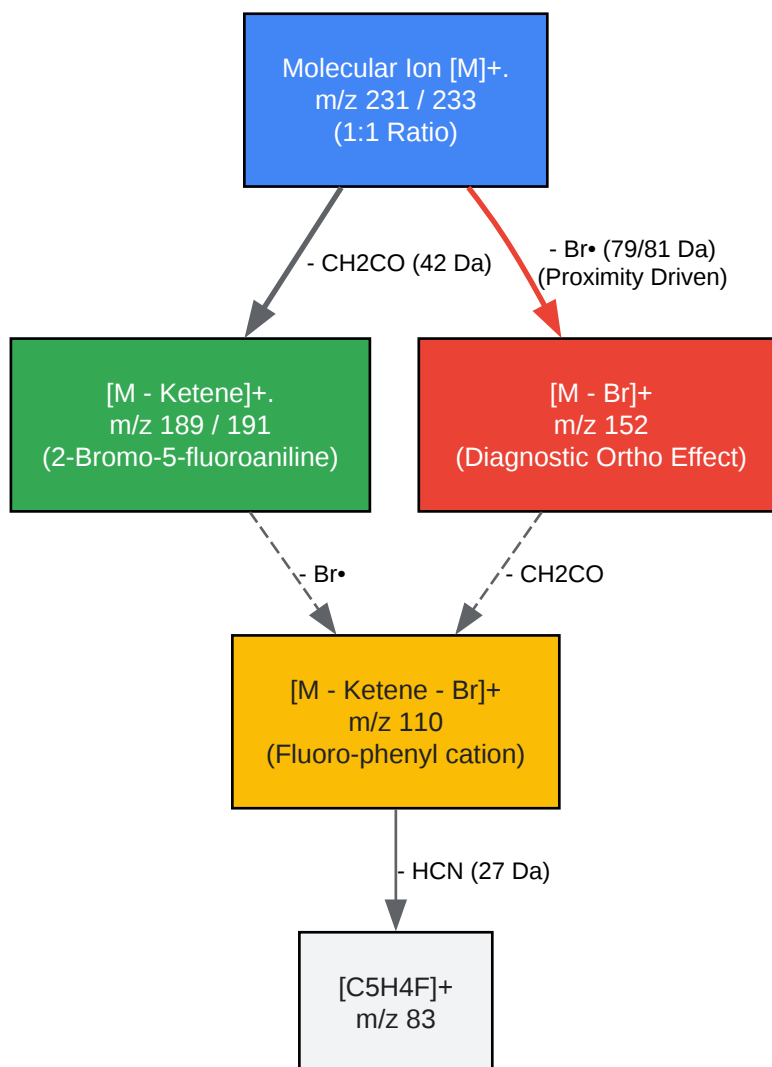 Molecular Ion [M]+.
m/z 231 / 233
(1:1 Ratio)
- CH2CO (42 Da)
- Br• (79/81 Da)
(Proximity Driven)
[M - Ketene]+.
m/z 189 / 191
(2-Bromo-5-fluoroaniline)
[M - Br]+
m/z 152
(Diagnostic Ortho Effect)
- Br•
- CH2CO
[M - Ketene - Br]+
m/z 110
(Fluoro-phenyl cation)
- HCN (27 Da)
[C5H4F]+
m/z 83